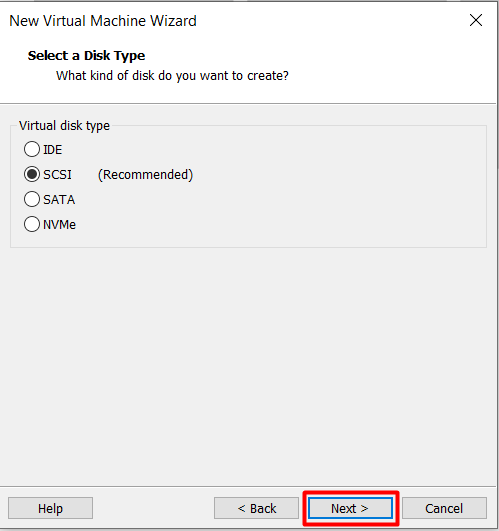 New Virtual Machine Wizard
Select a Disk Type
What kind of disk do you want to create?
Virtual disk type
IDE
SCSI (Recommended)
SATA
NVMe
Help < Back Next > Cancel